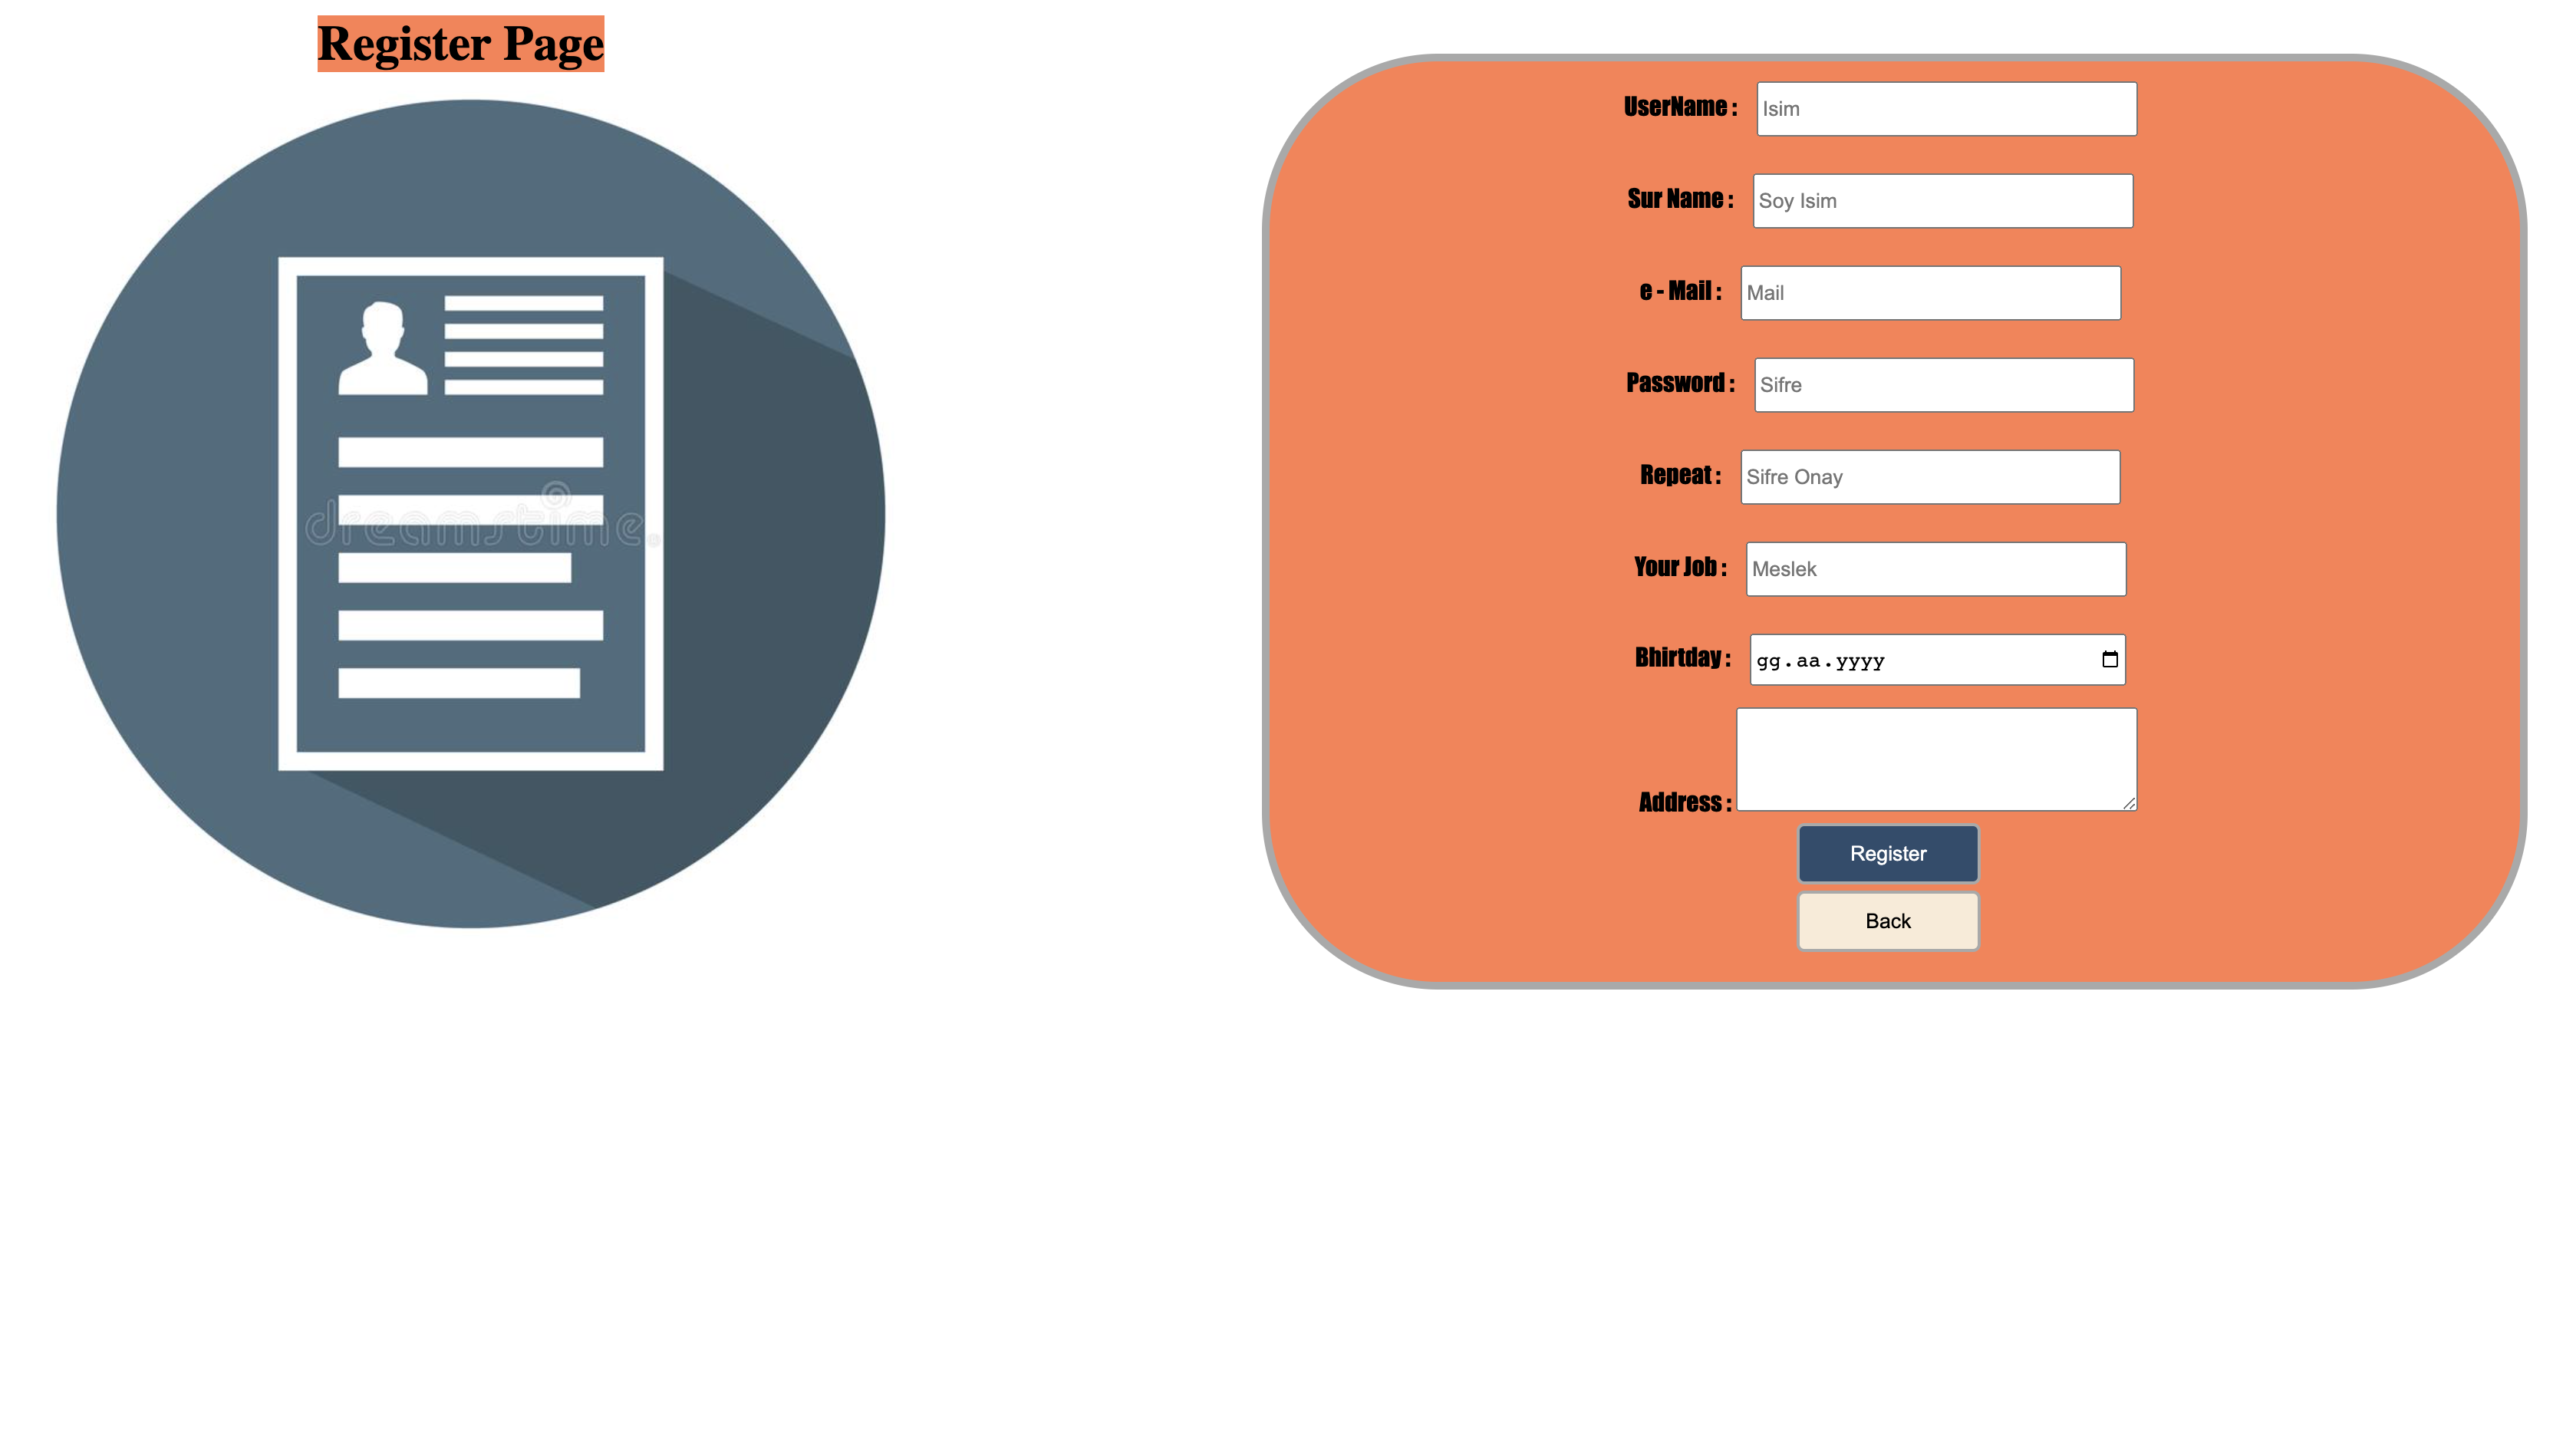 Register Page
dreamstime.
UserName : Isim
Sur Name : Soy Isim
e - Mail : Mail
Password : Sifre
Repeat : Sifre Onay
Your Job : Meslek
Bhirtday : gg.aa.yyyy
Address :
Register
Back